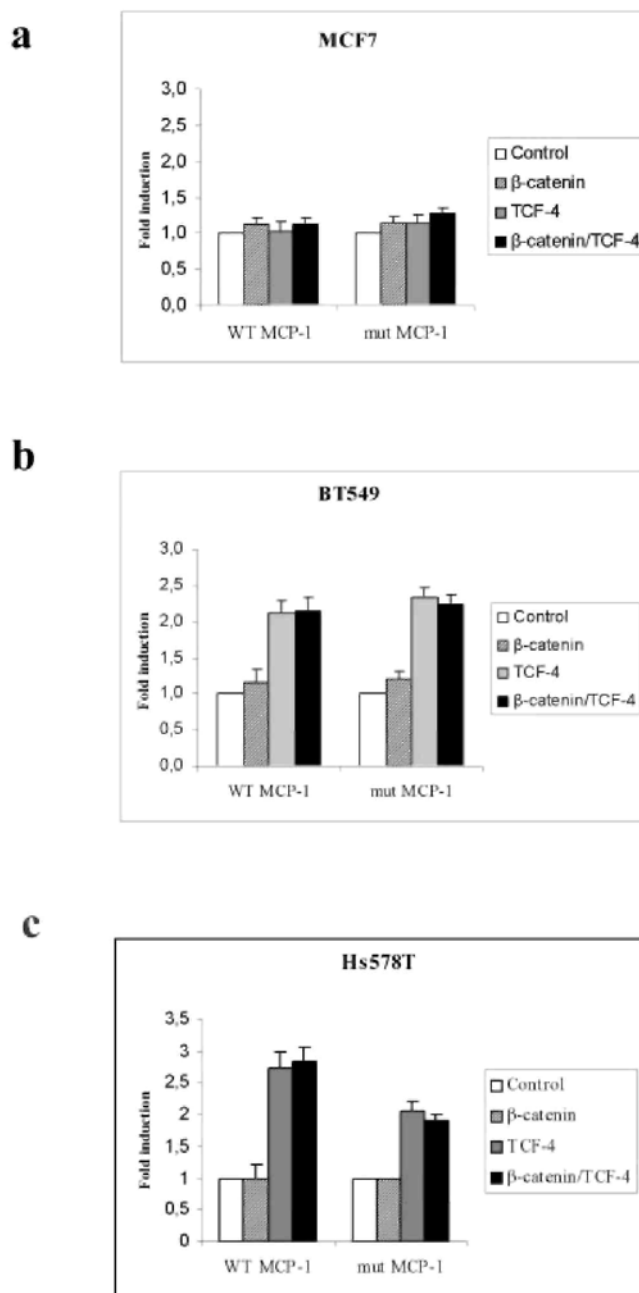 a
MCF7
Fold induction
3,0
2,5
2,0
1,5
1,0
0,5
0,0
WT MCP-1
mut MCP-1
Control
β-catenin
TCF-4
β-catenin/TCF-4
b
BT549
Fold induction
3,0
2,5
2,0
1,5
1,0
0,5
0,0
WT MCP-1
mut MCP-1
Control
β-catenin
TCF-4
β-catenin/TCF-4
c
Hs578T
Fold induction
3,5
3
2,5
2
1,5
1
0,5
0
WT MCP-1
mut MCP-1
Control
β-catenin
TCF-4
β-catenin/TCF-4